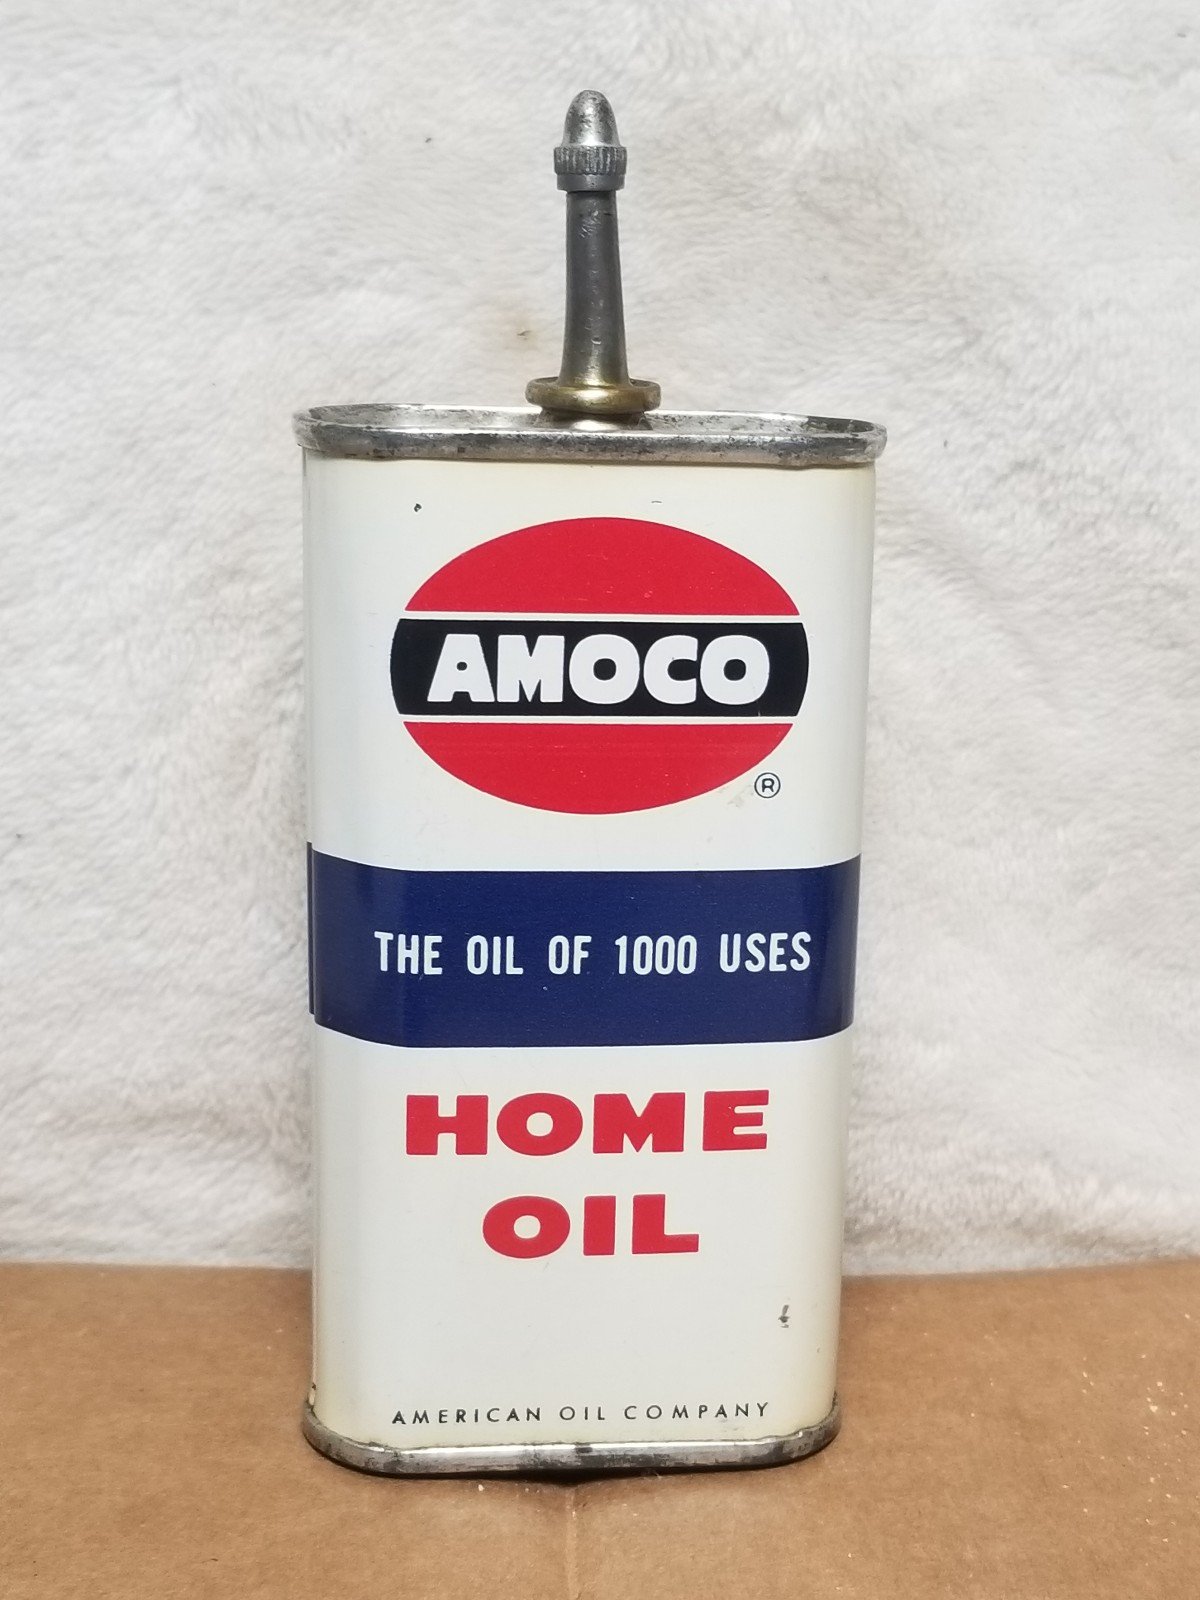 AMOCO
®
THE OIL OF 1000 USES
HOME
OIL
AMERICAN OIL COMPANY